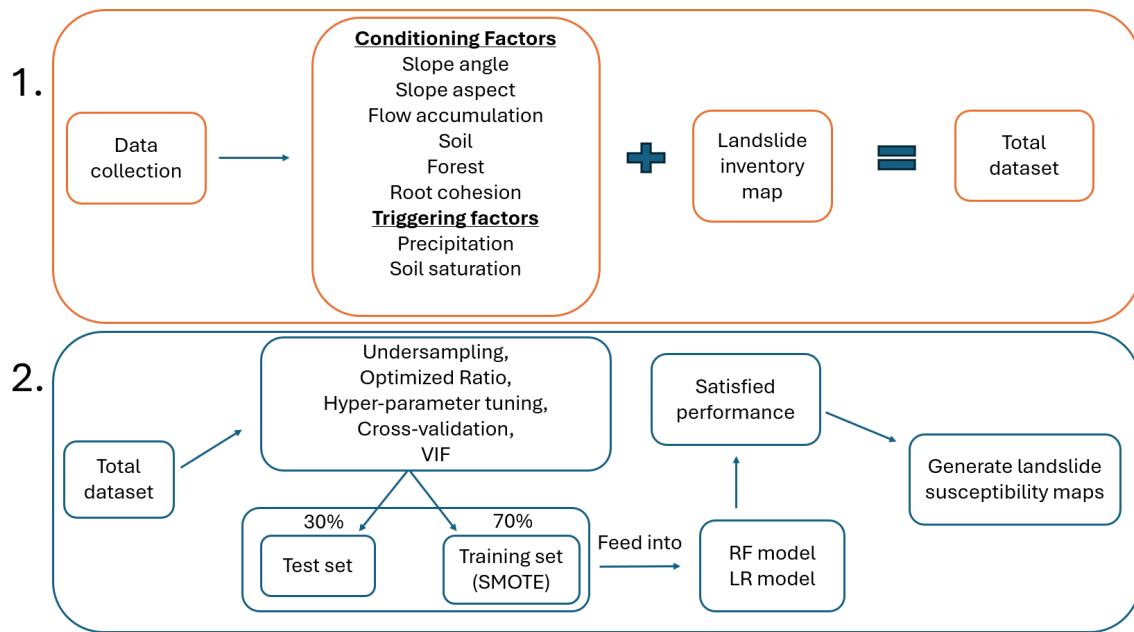 1.
Data
collection
Conditioning Factors
Slope angle
Slope aspect
Flow accumulation
Soil
Forest
Root cohesion
Triggering factors
Precipitation
Soil saturation
Landslide
inventory
map
Total
dataset
2.
Total
dataset
Undersampling,
Optimized Ratio,
Hyper-parameter tuning,
Cross-validation,
VIF
30%
70%
Test set
Training set
(SMOTE)
Feed into
RF model
LR model
Satisfied
performance
Generate landslide
susceptibility maps